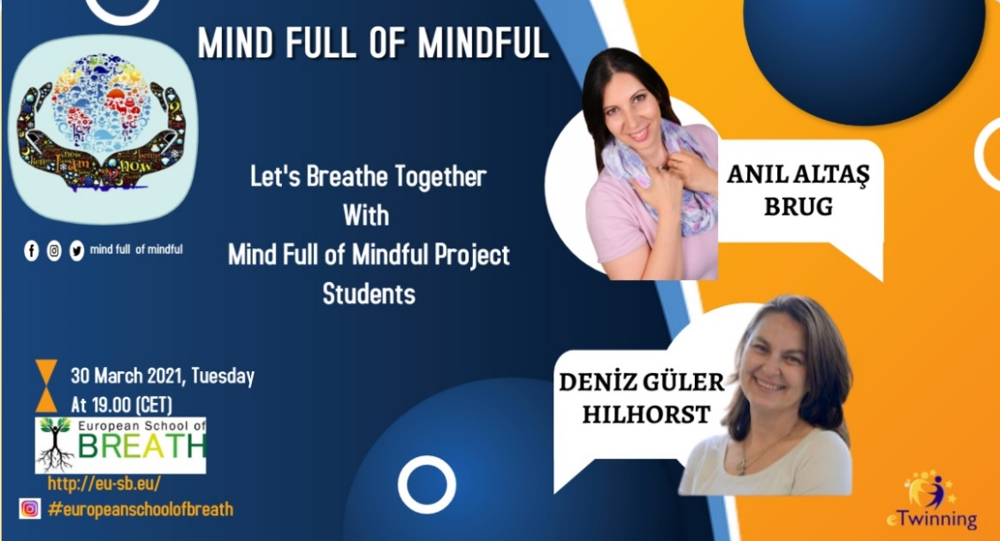 MIND FULL OF MINDFUL
Let's Breathe Together
With
Mind Full of Mindful Project
Students
mind full of mindful
ANIL ALTAŞ
BRUG
DENİZ GÜLER
HILHORST
30 March 2021, Tuesday
At 19.00 (CET)
European School of
BREATH
http://eu-sb.eu/
#europeanschoolofbreath
eTwinning